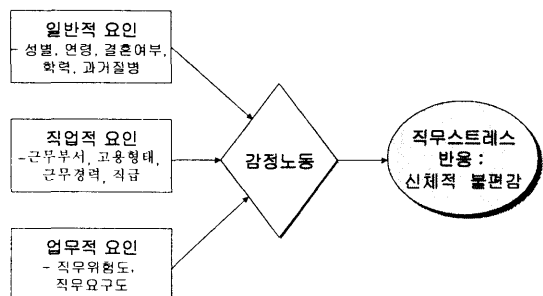 일반적 요인
- 성별, 연령, 결혼여부,
학력, 과거질병
직업적 요인
-근무부서, 고용형태,
근무경력, 직급
업무적 요인
- 직무위험도,
직무요구도
감정노동
직무스트레스
반응 :
신체적 불편감